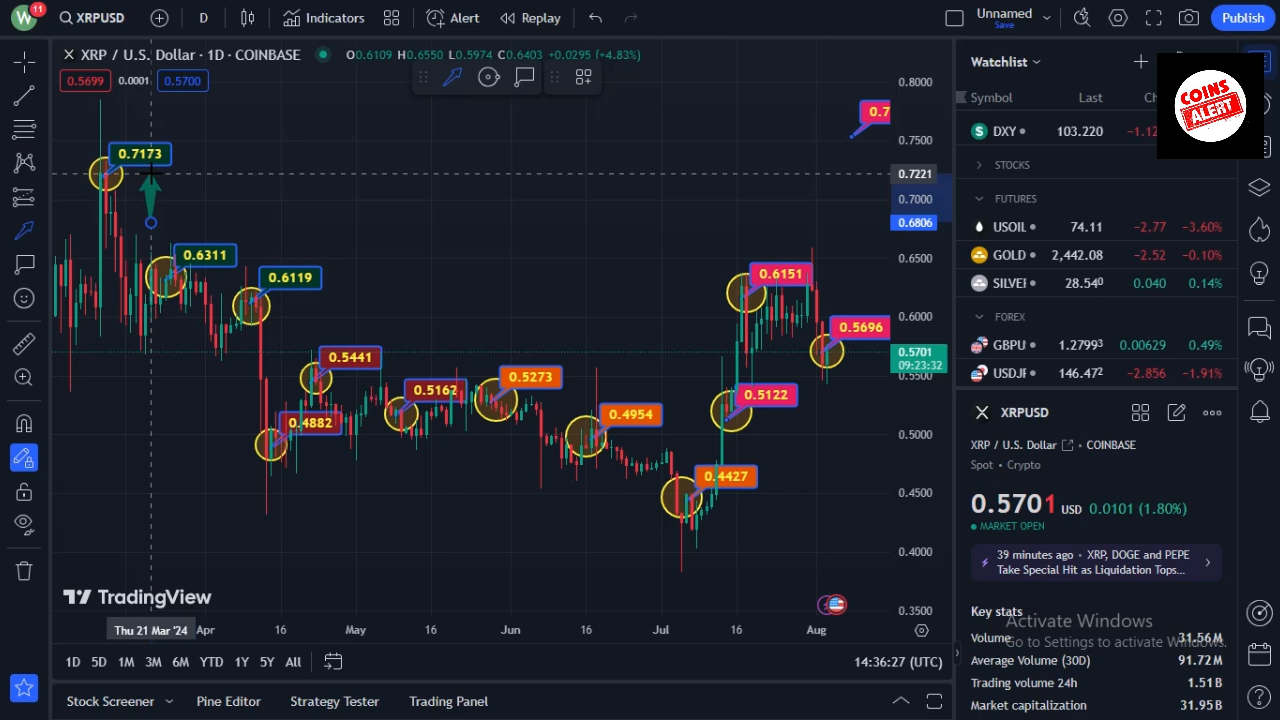 W 11 XRPUSD D Indicators Alert Replay Unnamed Save Publish
XRP / U.S. Dollar · 1D · COINBASE O0.6109 H0.6550 L0.5974 C0.6403 +0.0295 (+4.83%)
0.5699 0.0001 0.5700
0.7173
0.6311
0.6119
0.5441
0.4882
0.5162
0.5273
0.4954
0.4427
0.5122
0.6151
0.5696
0.7
0.8000
0.7500
0.7221
0.7000
0.6806
0.6500
0.6000
0.5701
09:23:32
0.5500
0.5000
0.4500
0.4000
0.3500
TradingView
Thu 21 Mar '24 Apr 16 May 16 Jun 16 Jul 16 Aug
1D 5D 1M 3M 6M YTD 1Y 5Y All 14:36:27 (UTC)
Stock Screener Pine Editor Strategy Tester Trading Panel
Watchlist
COINS
ALERT
Symbol Last Ch
DXY 103.220 −1.12
STOCKS
FUTURES
USOIL 74.11 −2.77 −3.60%
GOLD 2,442.08 −2.52 −0.10%
SILVEI 28.540 0.040 0.14%
FOREX
GBPU 1.27993 0.00629 0.49%
USDJI 146.472 −2.856 −1.91%
XRPUSD
XRP / U.S. Dollar COINBASE
Spot • Crypto
0.5701 USD 0.0101 (1.80%)
MARKET OPEN
39 minutes ago • XRP, DOGE and PEPE
Take Special Hit as Liquidation Tops...
Key stats
Activate Windows
Go to Settings to activate Windows.
Volume 31.56M
Average Volume (30D) 91.72M
Trading volume 24h 1.51B
Market capitalization 31.95B